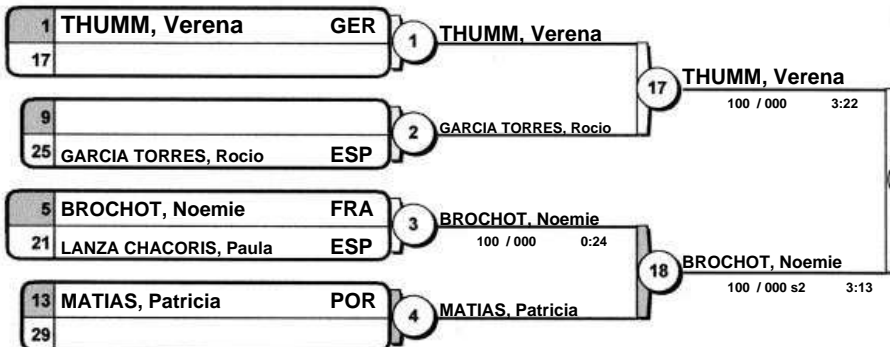 1 THUMM, Verena GER
17
9
25 GARCIA TORRES, Rocio ESP
5 BROCHOT, Noemie FRA
21 LANZA CHACORIS, Paula ESP
13 MATIAS, Patricia POR
29
1 THUMM, Verena
2 GARCIA TORRES, Rocio
3 BROCHOT, Noemie
100 / 000 0:24
4 MATIAS, Patricia
17 THUMM, Verena
100 / 000 3:22
18 BROCHOT, Noemie
100 / 000 s2 3:13